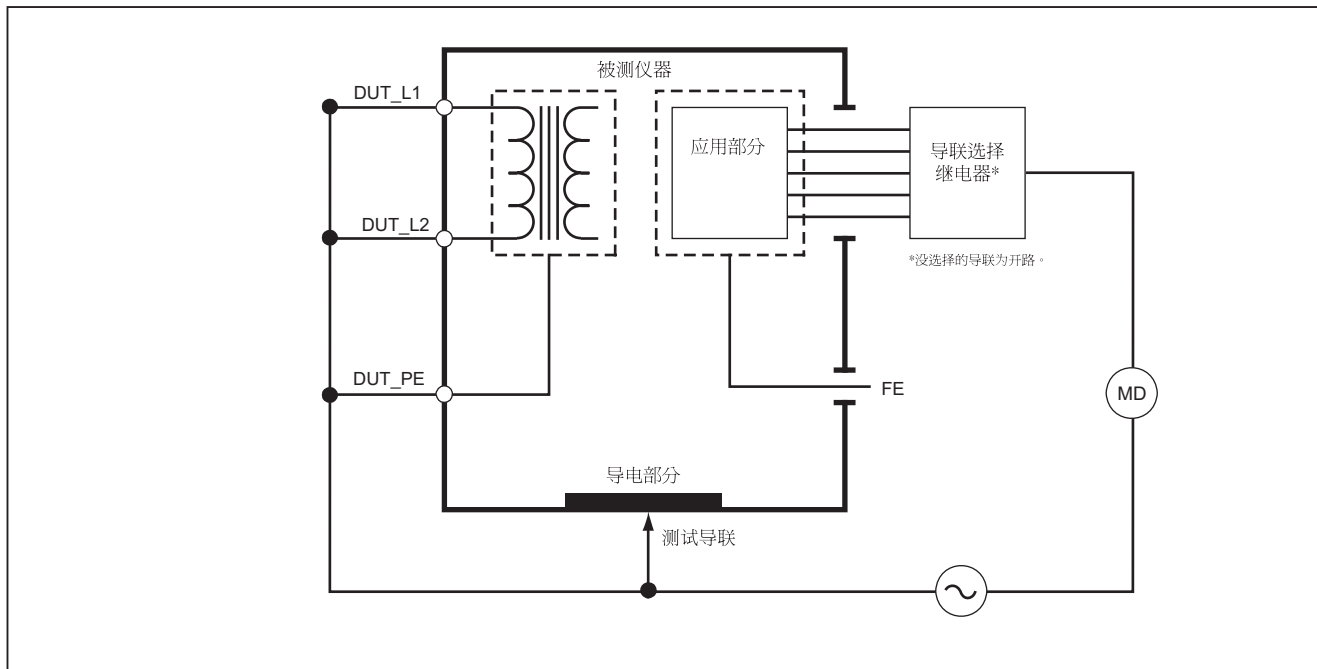 被测仪器
DUT_L1
应用部分
导联选择
继电器*
DUT_L2
*没选择的导联为开路。
DUT_PE
FE
MD
导电部分
测试导联